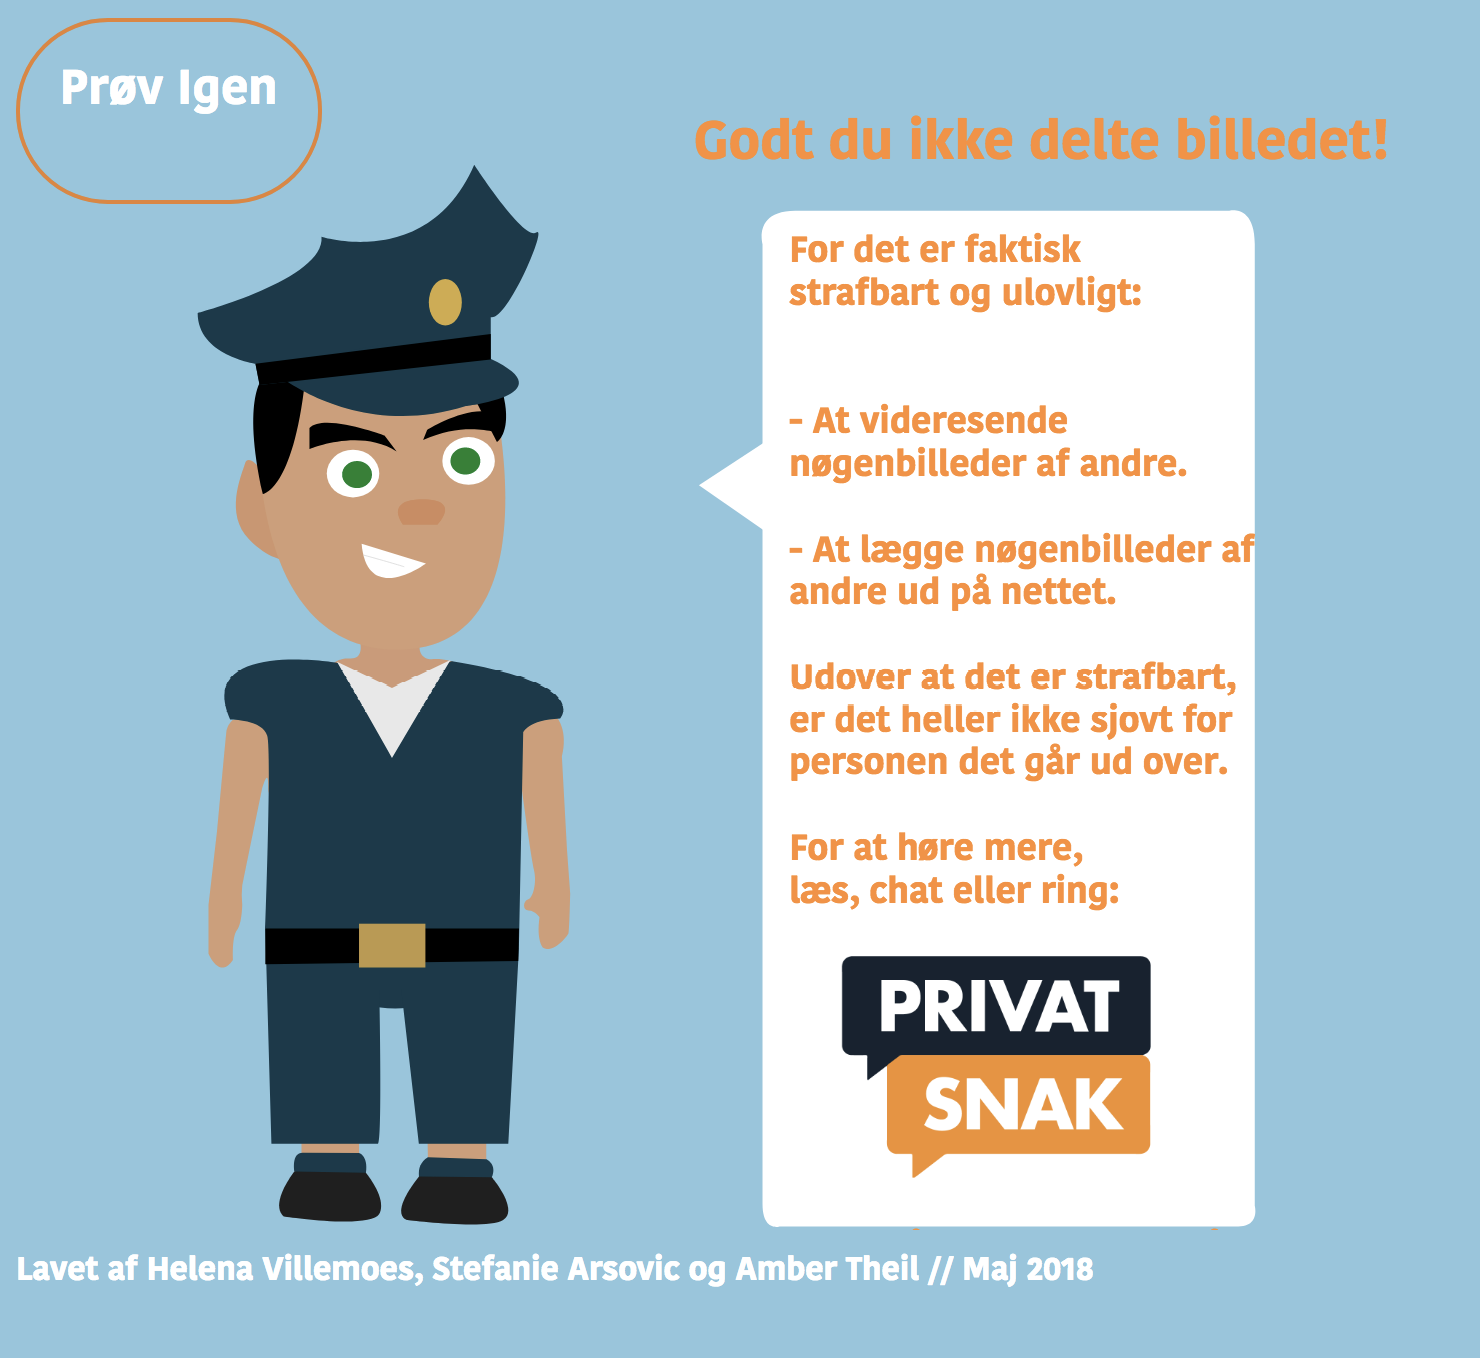 Prøv Igen
Godt du ikke delte billedet!
For det er faktisk
strafbart og ulovligt:
- At videresende
nøgenbilleder af andre.
- At lægge nøgenbilleder af
andre ud på nettet.
Udover at det er strafbart,
er det heller ikke sjovt for
personen det går ud over.
For at høre mere,
læs, chat eller ring:
PRIVAT
SNAK
Lavet af Helena Villemoes, Stefanie Arsovic og Amber Theil // Maj 2018